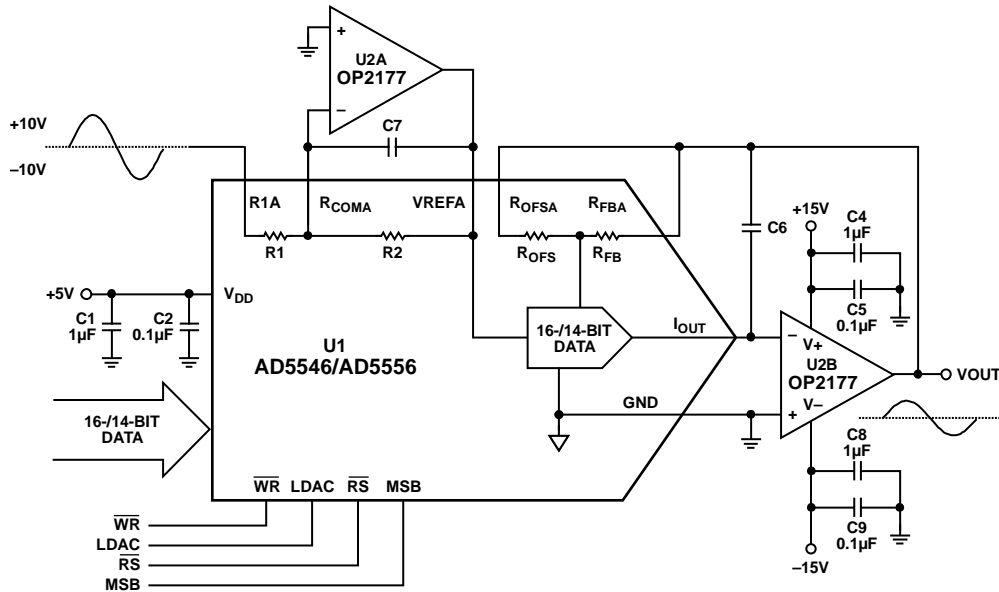 +
U2A
OP2177
–
C7
+10V
–10V
R1A
RCOMA
VREFA
ROFSA
RFBA
R1
R2
ROFS
RFB
C6
+15V
C4
1µF
C5
0.1µF
+5V
VDD
C1
1µF
C2
0.1µF
U1
AD5546/AD5556
16-/14-BIT
DATA
IOUT
–
V+
U2B
OP2177
V–
+
VOUT
GND
16-/14-BIT
DATA
C8
1µF
C9
0.1µF
–15V
WR LDAC RS MSB
WR
LDAC
RS
MSB